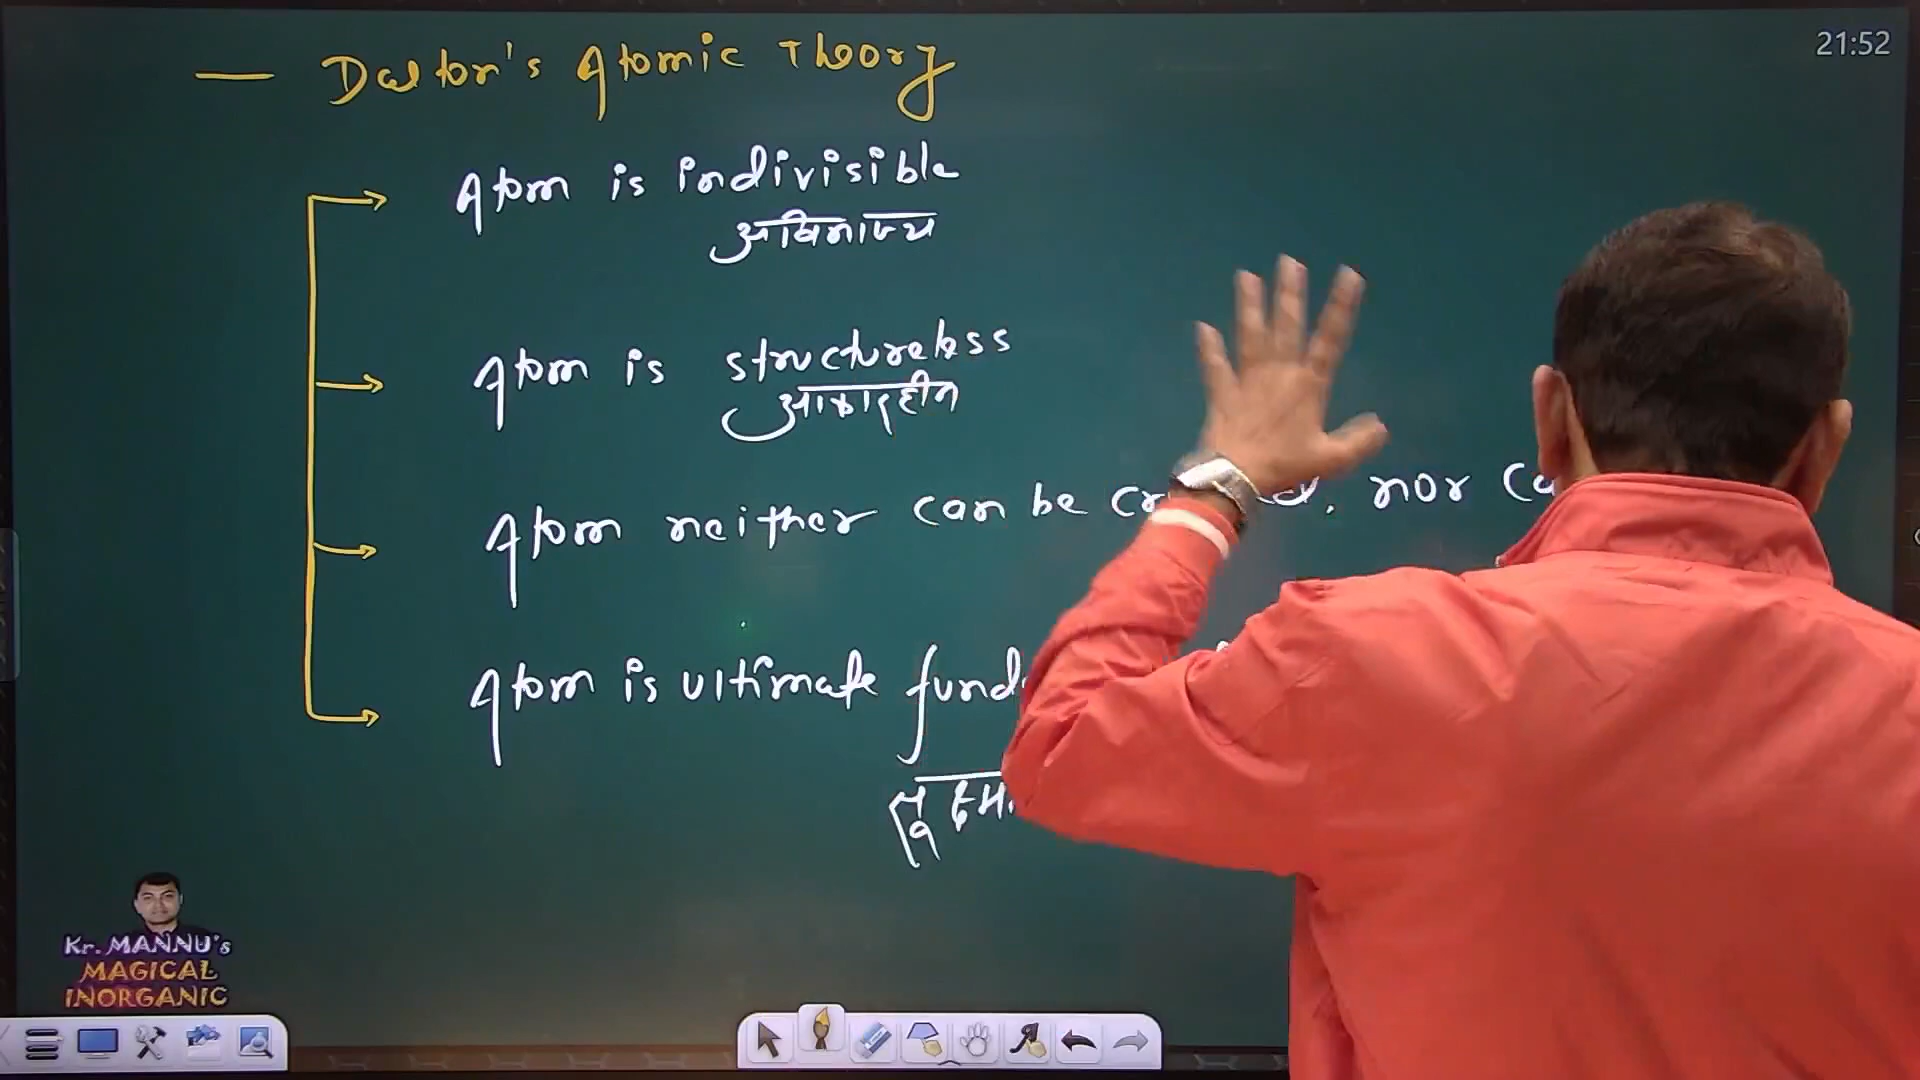 21:52
— Dalton's Atomic Theory
Atom is indivisible
अविभाज्य
Atom is structureless
आकारहीन
Atom neither can be , nor
Atom is ultimate
Kr. MANNU's
MAGICAL
INORGANIC